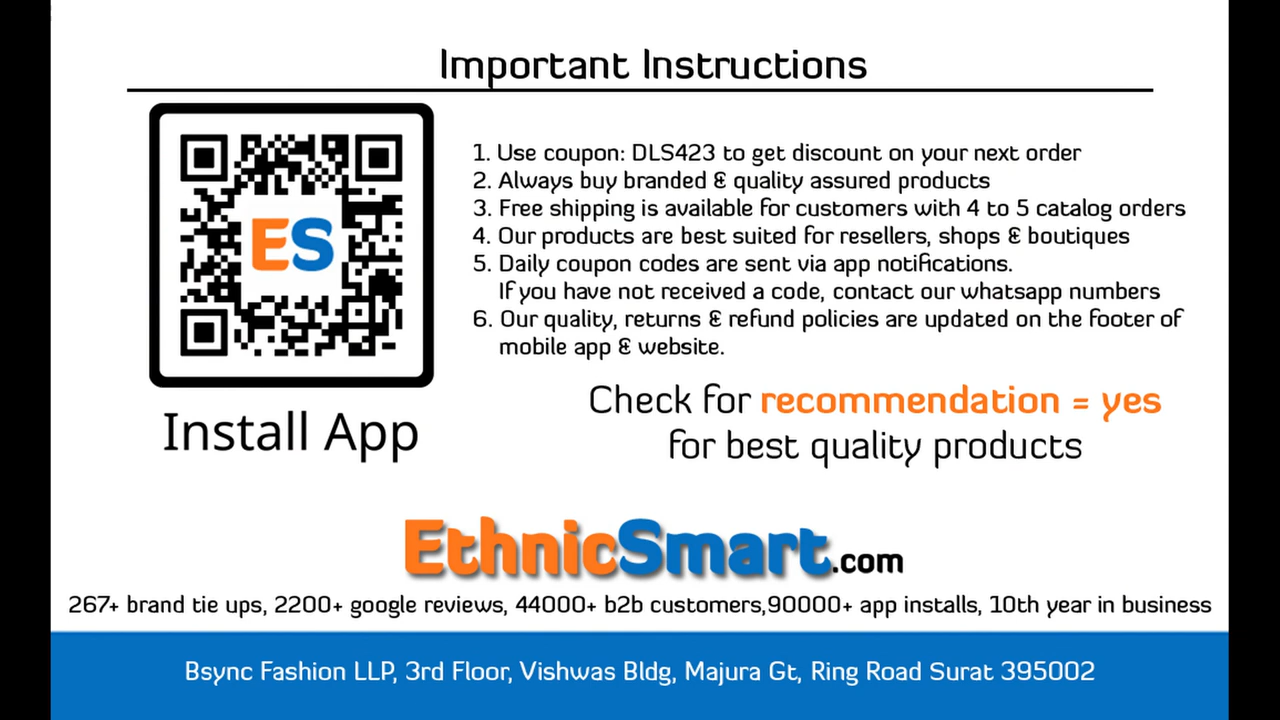 Important Instructions
1. Use coupon: DLS423 to get discount on your next order
2. Always buy branded & quality assured products
3. Free shipping is available for customers with 4 to 5 catalog orders
4. Our products are best suited for resellers, shops & boutiques
5. Daily coupon codes are sent via app notifications.
If you have not received a code, contact our whatsapp numbers
6. Our quality, returns & refund policies are updated on the footer of
mobile app & website.
ES
Install App
Check for recommendation = yes
for best quality products
EthnicSmart.com
267+ brand tie ups, 2200+ google reviews, 44000+ b2b customers,90000+ app installs, 10th year in business
Bsync Fashion LLP, 3rd Floor, Vishwas Bldg, Majura Gt, Ring Road Surat 395002